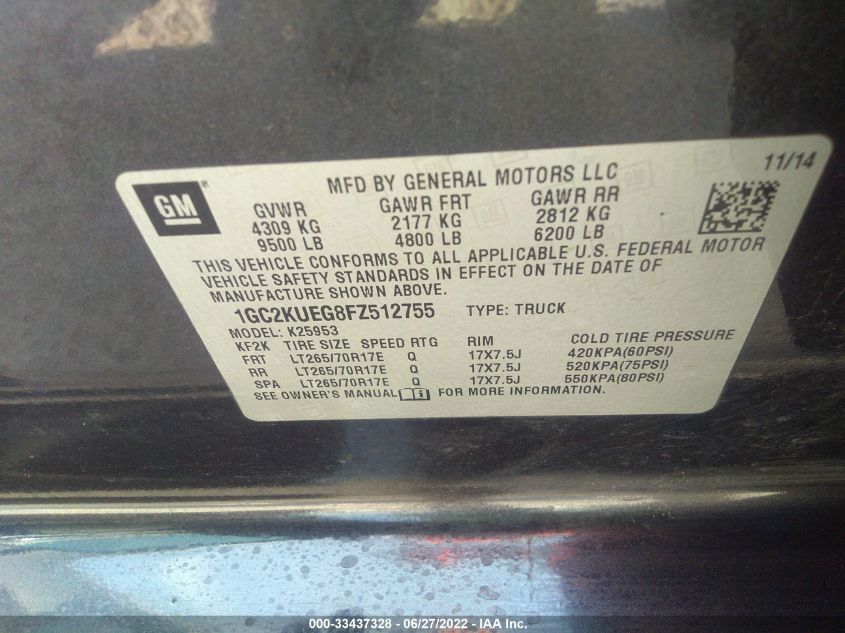 GM
MFD BY GENERAL MOTORS LLC
11/14
GVWR GAWR FRT GAWR RR
4309 KG 2177 KG 2812 KG
9500 LB 4800 LB 6200 LB
THIS VEHICLE CONFORMS TO ALL APPLICABLE U.S. FEDERAL MOTOR
VEHICLE SAFETY STANDARDS IN EFFECT ON THE DATE OF
MANUFACTURE SHOWN ABOVE.
1GC2KUEG8FZ512755 TYPE: TRUCK
MODEL: K25953
KF2K TIRE SIZE SPEED RTG RIM COLD TIRE PRESSURE
FRT LT265/70R17E Q 17X7.5J 420KPA(60PSI)
RR LT265/70R17E Q 17X7.5J 520KPA(75PSI)
SPA LT265/70R17E Q 17X7.5J 550KPA(80PSI)
SEE OWNER'S MANUAL FOR MORE INFORMATION.
000-33437328 - 06/27/2022 - IAA Inc.